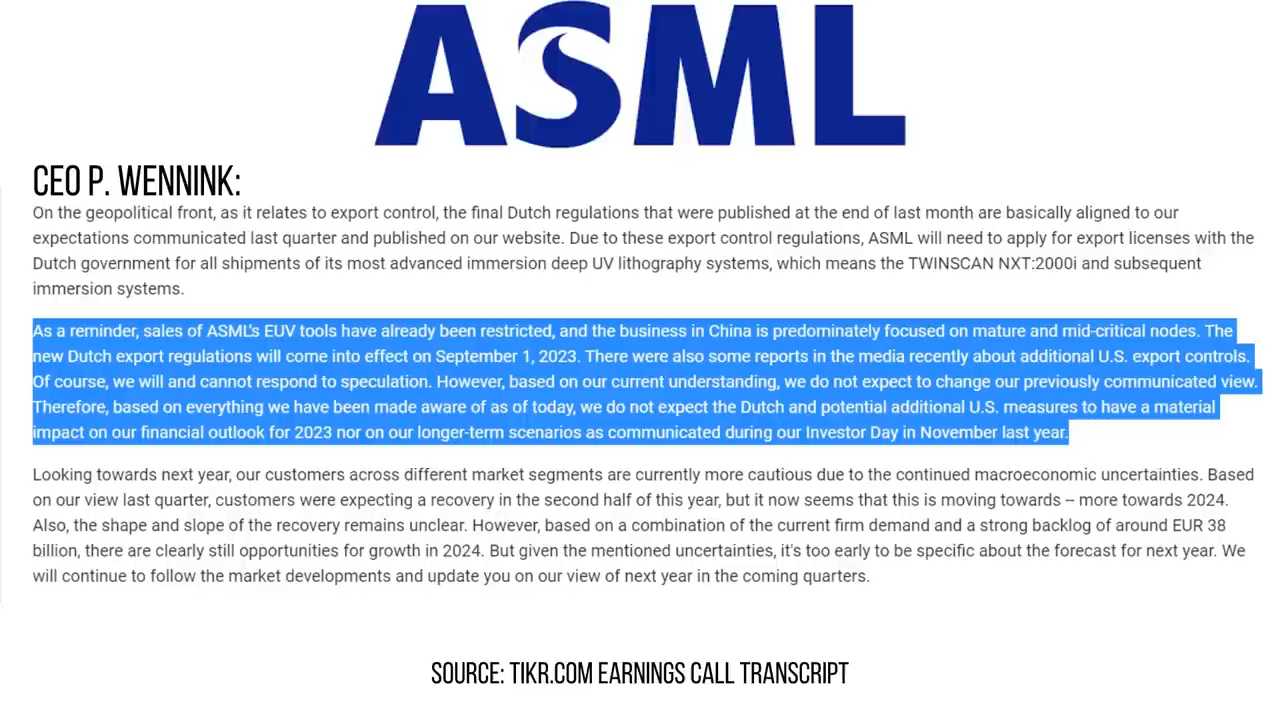 ASML
CEO P. WENNINK:
On the geopolitical front, as it relates to export control, the final Dutch regulations that were published at the end of last month are basically aligned to our
expectations communicated last quarter and published on our website. Due to these export control regulations, ASML will need to apply for export licenses with the
Dutch government for all shipments of its most advanced immersion deep UV lithography systems, which means the TWINSCAN NXT:2000i and subsequent
immersion systems.
As a reminder, sales of ASML's EUV tools have already been restricted, and the business in China is predominately focused on mature and mid-critical nodes. The
new Dutch export regulations will come into effect on September 1, 2023. There were also some reports in the media recently about additional U.S. export controls.
Of course, we will and cannot respond to speculation. However, based on our current understanding, we do not expect to change our previously communicated view.
Therefore, based on everything we have been made aware of as of today, we do not expect the Dutch and potential additional U.S. measures to have a material
impact on our financial outlook for 2023 nor on our longer-term scenarios as communicated during our Investor Day in November last year.
Looking towards next year, our customers across different market segments are currently more cautious due to the continued macroeconomic uncertainties. Based
on our view last quarter, customers were expecting a recovery in the second half of this year, but it now seems that this is moving towards -- more towards 2024.
Also, the shape and slope of the recovery remains unclear. However, based on a combination of the current firm demand and a strong backlog of around EUR 38
billion, there are clearly still opportunities for growth in 2024. But given the mentioned uncertainties, it's too early to be specific about the forecast for next year. We
will continue to follow the market developments and update you on our view of next year in the coming quarters.
SOURCE: TIKR.COM EARNINGS CALL TRANSCRIPT